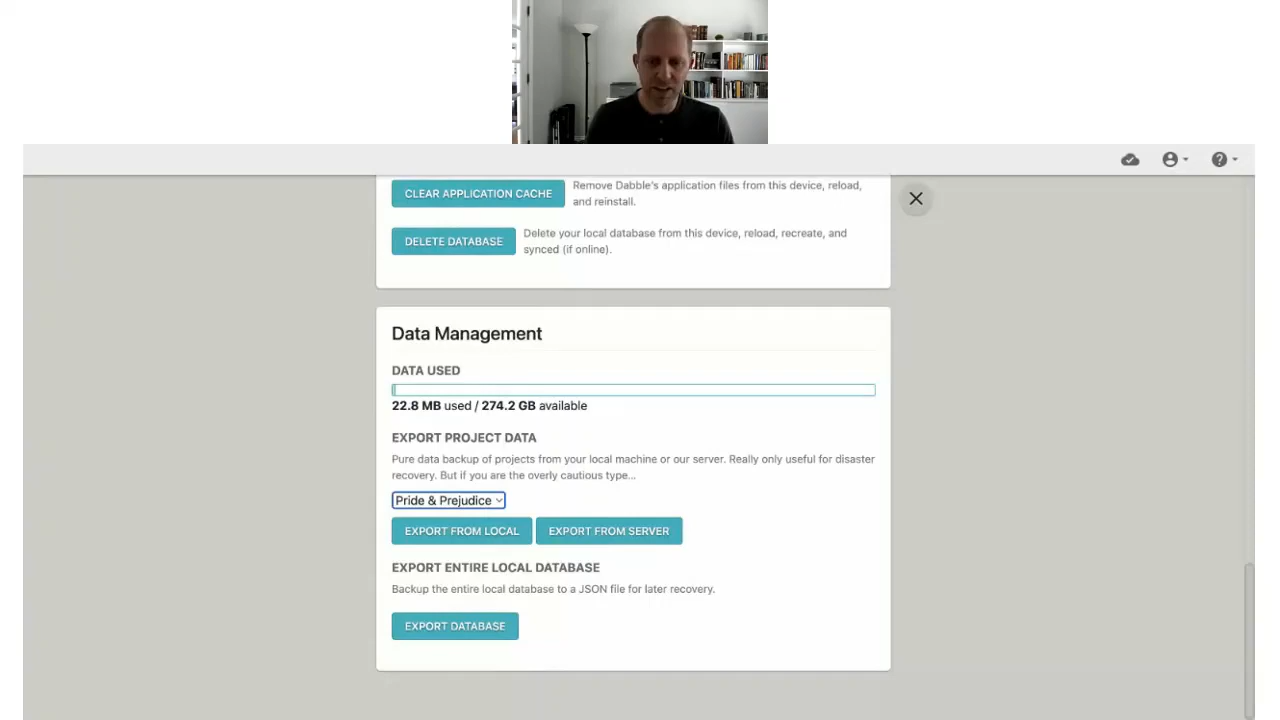 CLEAR APPLICATION CACHE
Remove Dabble's application files from this device, reload,
and reinstall.
DELETE DATABASE
Delete your local database from this device, reload, recreate, and
synced (if online).
Data Management
DATA USED
22.8 MB used / 274.2 GB available
EXPORT PROJECT DATA
Pure data backup of projects from your local machine or our server. Really only useful for disaster
recovery. But if you are the overly cautious type...
Pride & Prejudice
EXPORT FROM LOCAL
EXPORT FROM SERVER
EXPORT ENTIRE LOCAL DATABASE
Backup the entire local database to a JSON file for later recovery.
EXPORT DATABASE